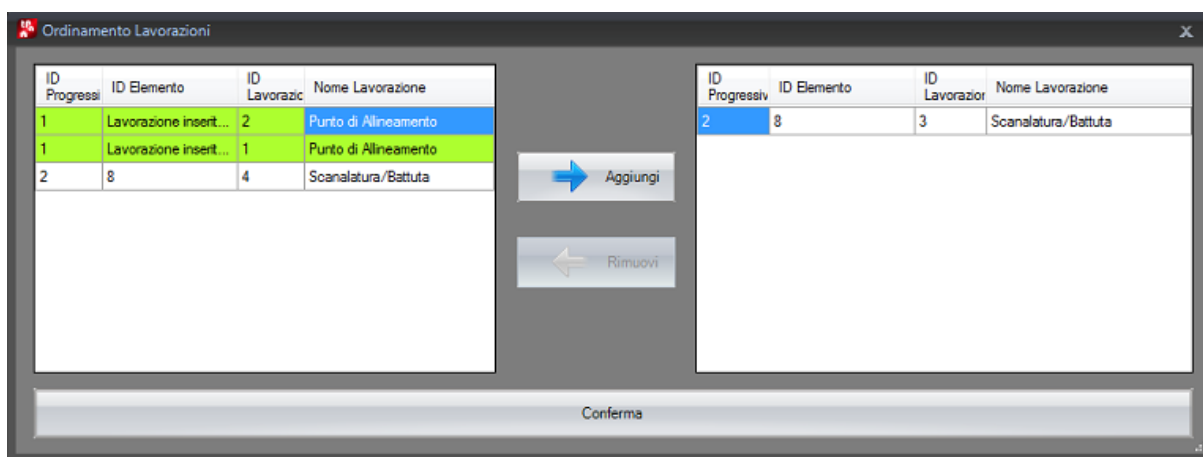 Ordinamento Lavorazioni
ID Progressi ID Elemento ID Lavorazic Nome Lavorazione
1 Lavorazione inserit... 2 Punto di Allineamento
1 Lavorazione inserit... 1 Punto di Allineamento
2 8 4 Scanalatura/Battuta
Aggiungi
Rimuovi
ID Progressiv ID Elemento ID Lavorazior Nome Lavorazione
2 8 3 Scanalatura/Battuta
Conferma